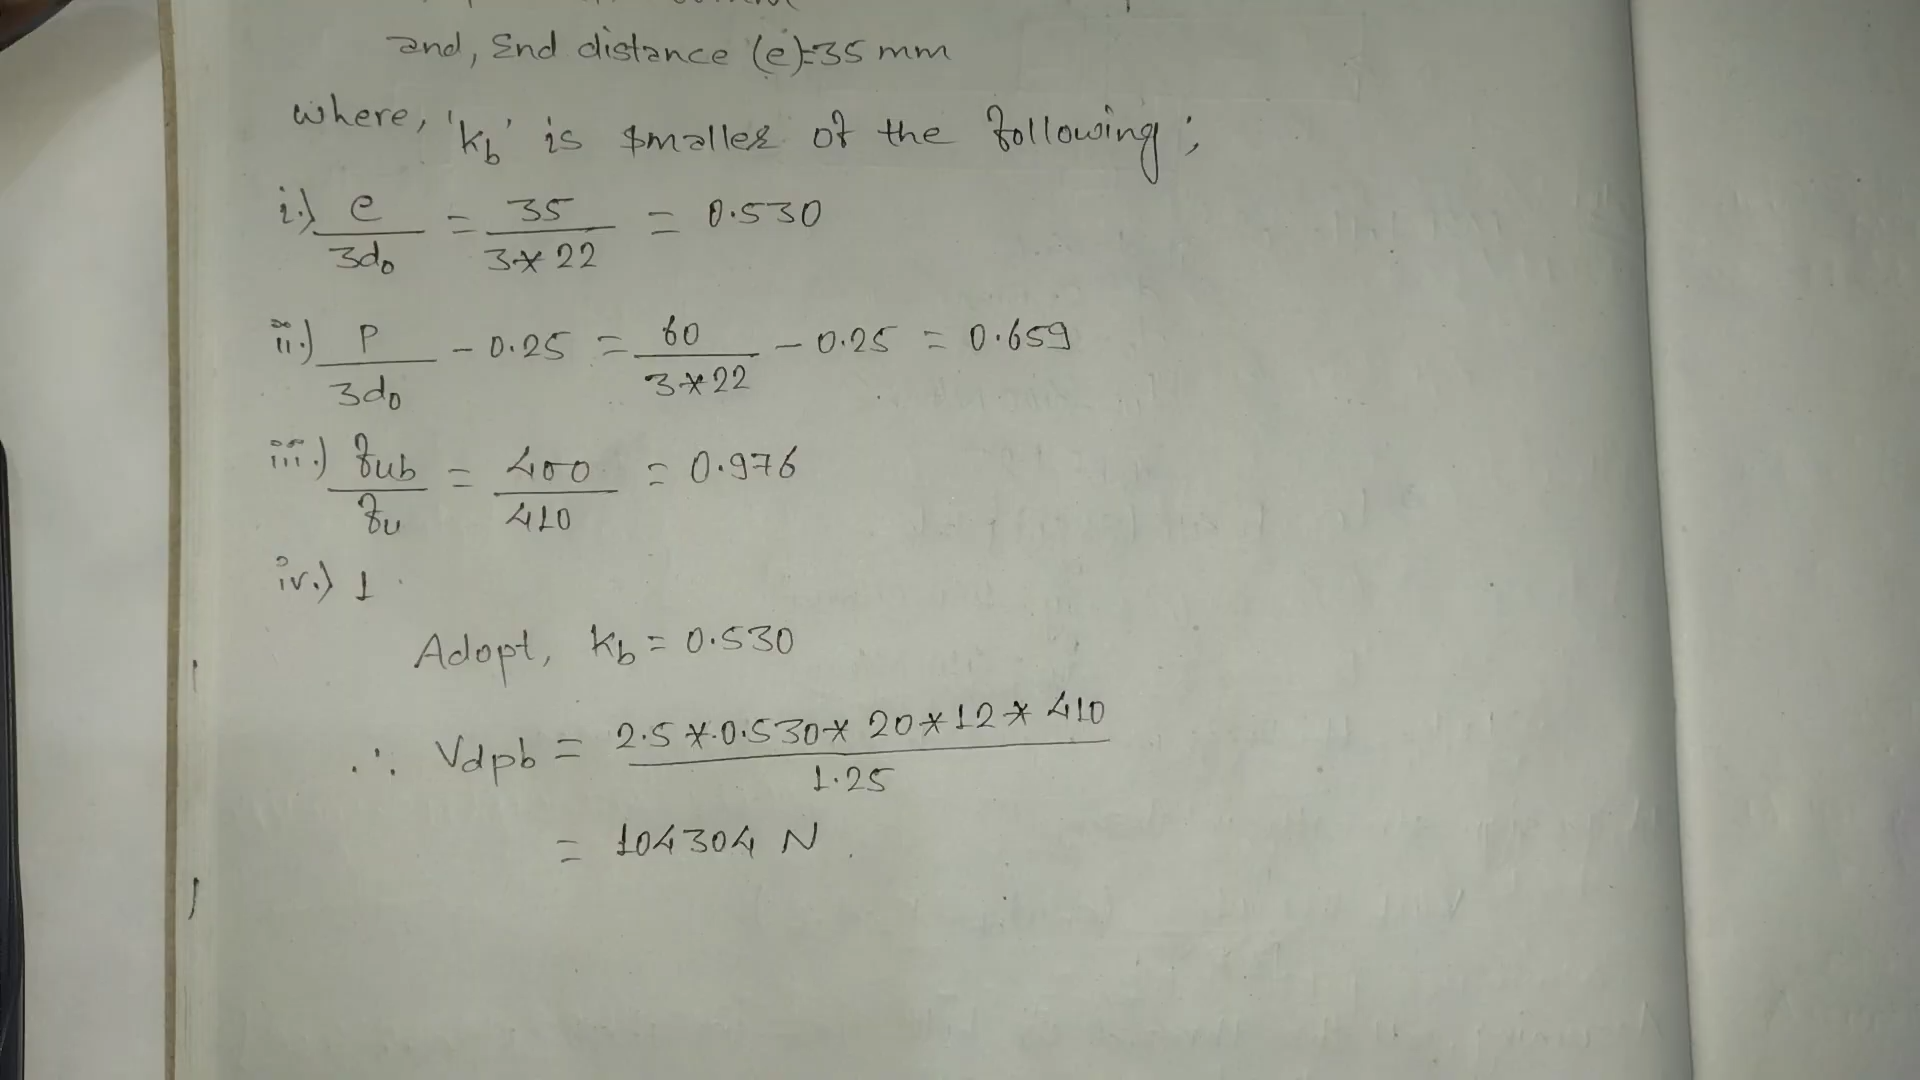 and, End distance (e)=35 mm
where, 'kb' is smaller of the following;
i.) e/3do = 35/3*22 = 0.530
ii.) P/3do - 0.25 = 60/3*22 - 0.25 = 0.659
iii.) fub/fu = 400/410 = 0.976
iv.) 1
Adopt, kb = 0.530
∴ Vdpb = 2.5*0.530*20*12*410/1.25
= 104304 N